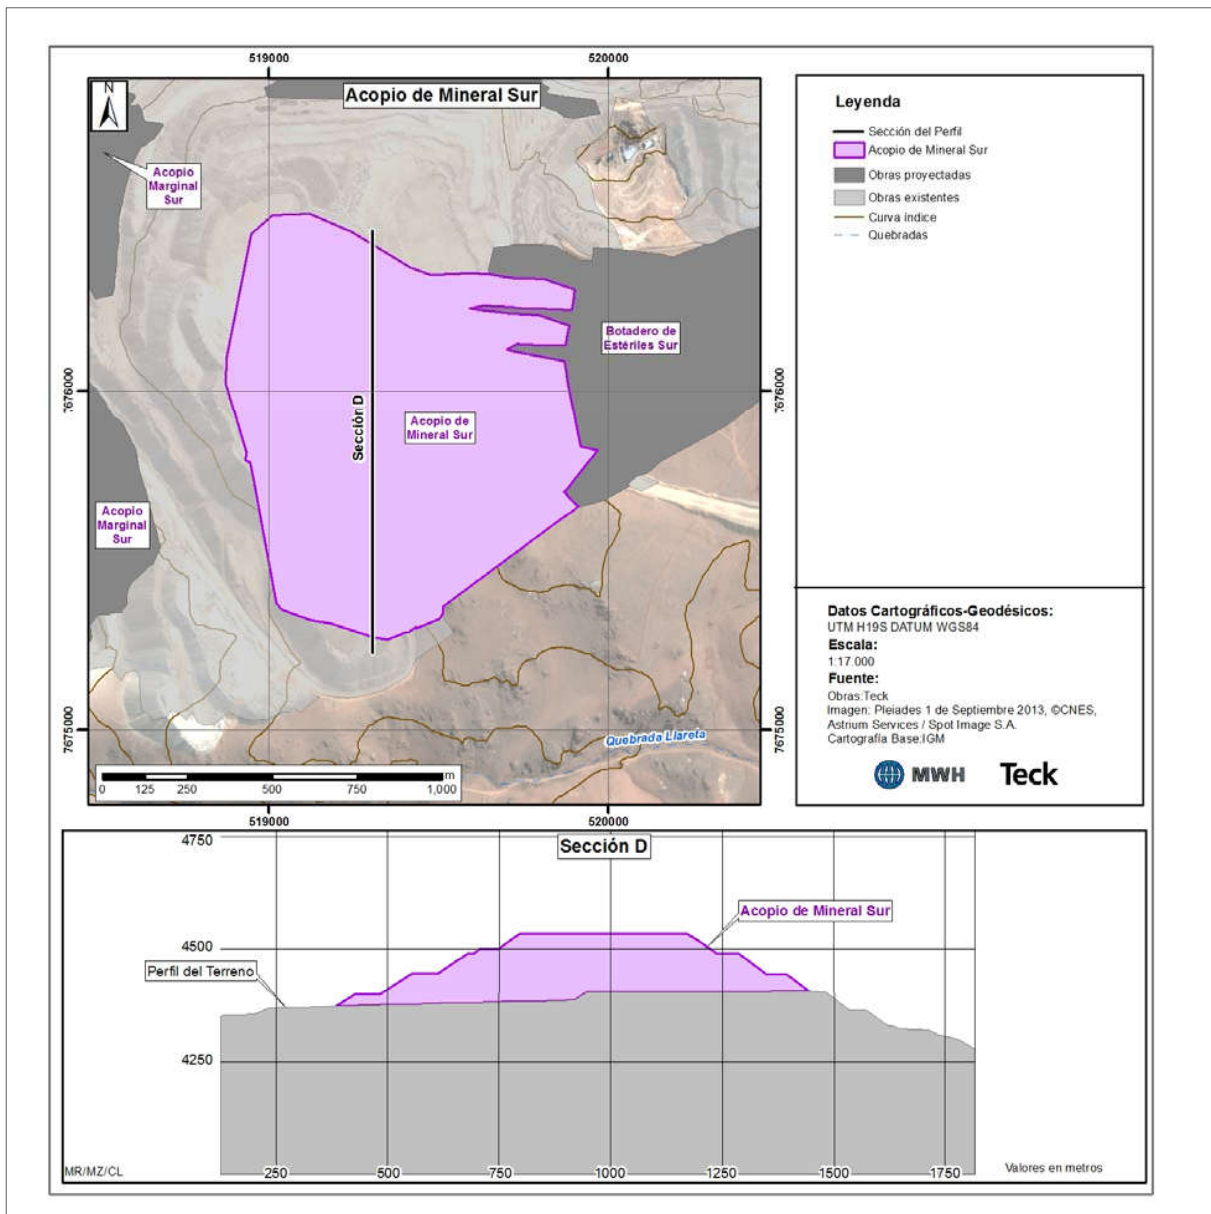 519000
520000
Acopio de Mineral Sur
N
Acopio
Marginal
Sur
Botadero de
Estériles Sur
7676000
7676000
Sección D
Acopio de
Mineral Sur
Acopio
Marginal
Sur
7675000
7675000
Quebrada Llareta
m
0 125 250 500 750 1,000
519000
520000
Leyenda
Sección del Perfil
Acopio de Mineral Sur
Obras proyectadas
Obras existentes
Curva índice
Quebradas
Datos Cartográficos-Geodésicos:
UTM H19S DATUM WGS84
Escala:
1:17.000
Fuente:
Obras:Teck
Imagen: Pleiades 1 de Septiembre 2013, ©CNES,
Astrium Services / Spot Image S.A.
Cartografía Base:IGM
MWH Teck
4750
Sección D
Acopio de Mineral Sur
4500
Perfil del Terreno
4250
MR/MZ/CL
250 500 750 1000 1250 1500 1750
Valores en metros